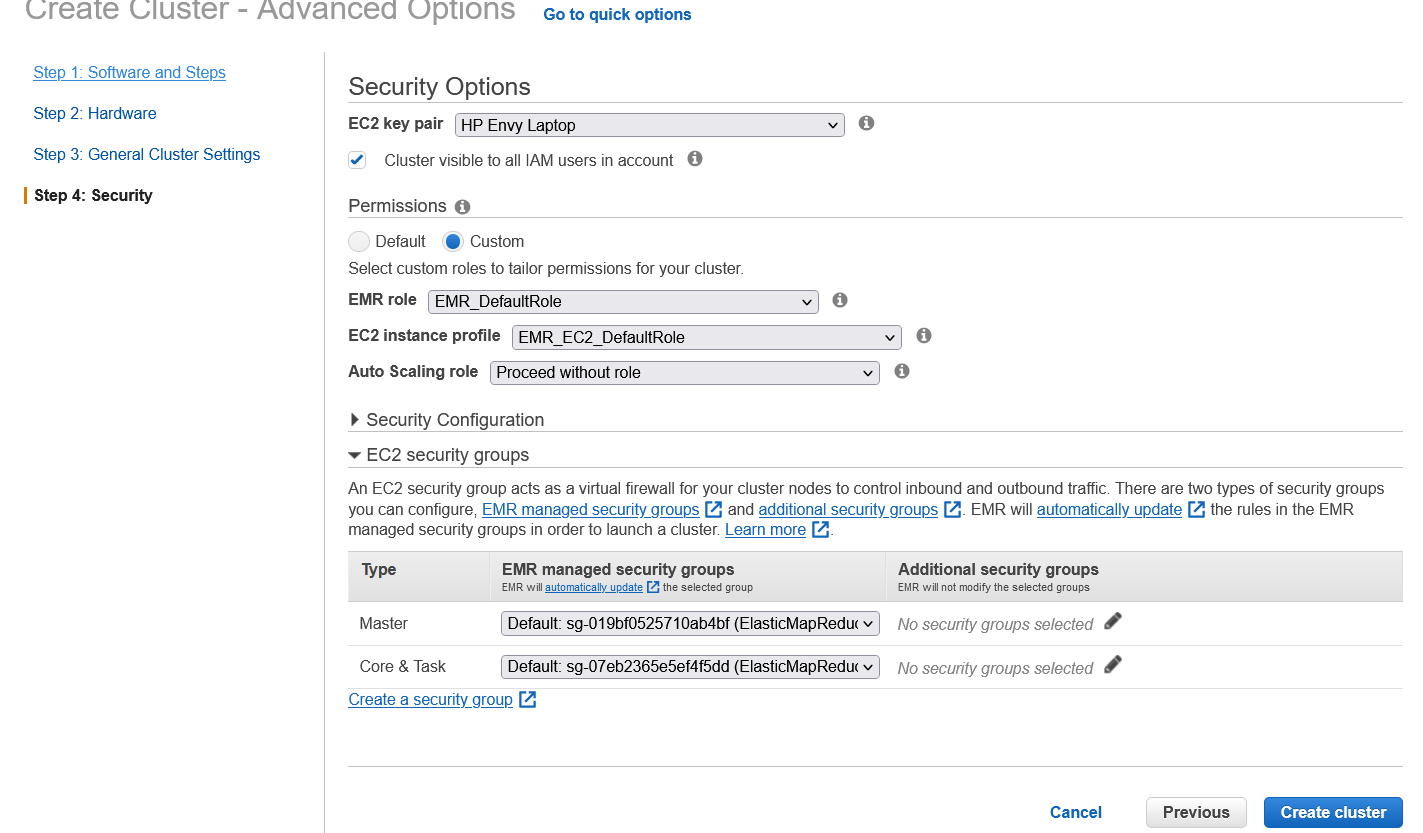 Create Cluster - Advanced Options Go to quick options
Step 1: Software and Steps
Step 2: Hardware
Step 3: General Cluster Settings
Step 4: Security
Security Options
EC2 key pair HP Envy Laptop
Cluster visible to all IAM users in account
Permissions
Default Custom
Select custom roles to tailor permissions for your cluster.
EMR role EMR_DefaultRole
EC2 instance profile EMR_EC2_DefaultRole
Auto Scaling role Proceed without role
Security Configuration
EC2 security groups
An EC2 security group acts as a virtual firewall for your cluster nodes to control inbound and outbound traffic. There are two types of security groups
you can configure, EMR managed security groups and additional security groups. EMR will automatically update the rules in the EMR
managed security groups in order to launch a cluster. Learn more.
Type EMR managed security groups Additional security groups
EMR will automatically update the selected group EMR will not modify the selected groups
Master Default: sg-019bf0525710ab4bf (ElasticMapReduc No security groups selected
Core & Task Default: sg-07eb2365e5ef4f5dd (ElasticMapReduc No security groups selected
Create a security group
Cancel Previous Create cluster